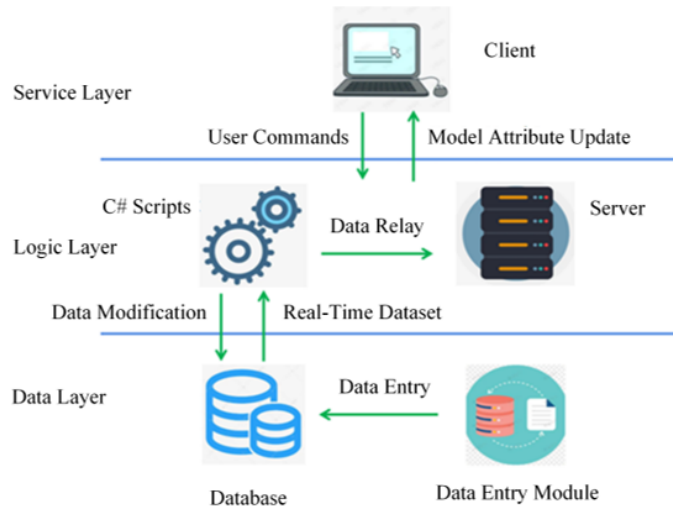 Client
Service Layer
User Commands
Model Attribute Update
C# Scripts
Server
Data Relay
Logic Layer
Data Modification
Real-Time Dataset
Data Entry
Data Layer
Database
Data Entry Module